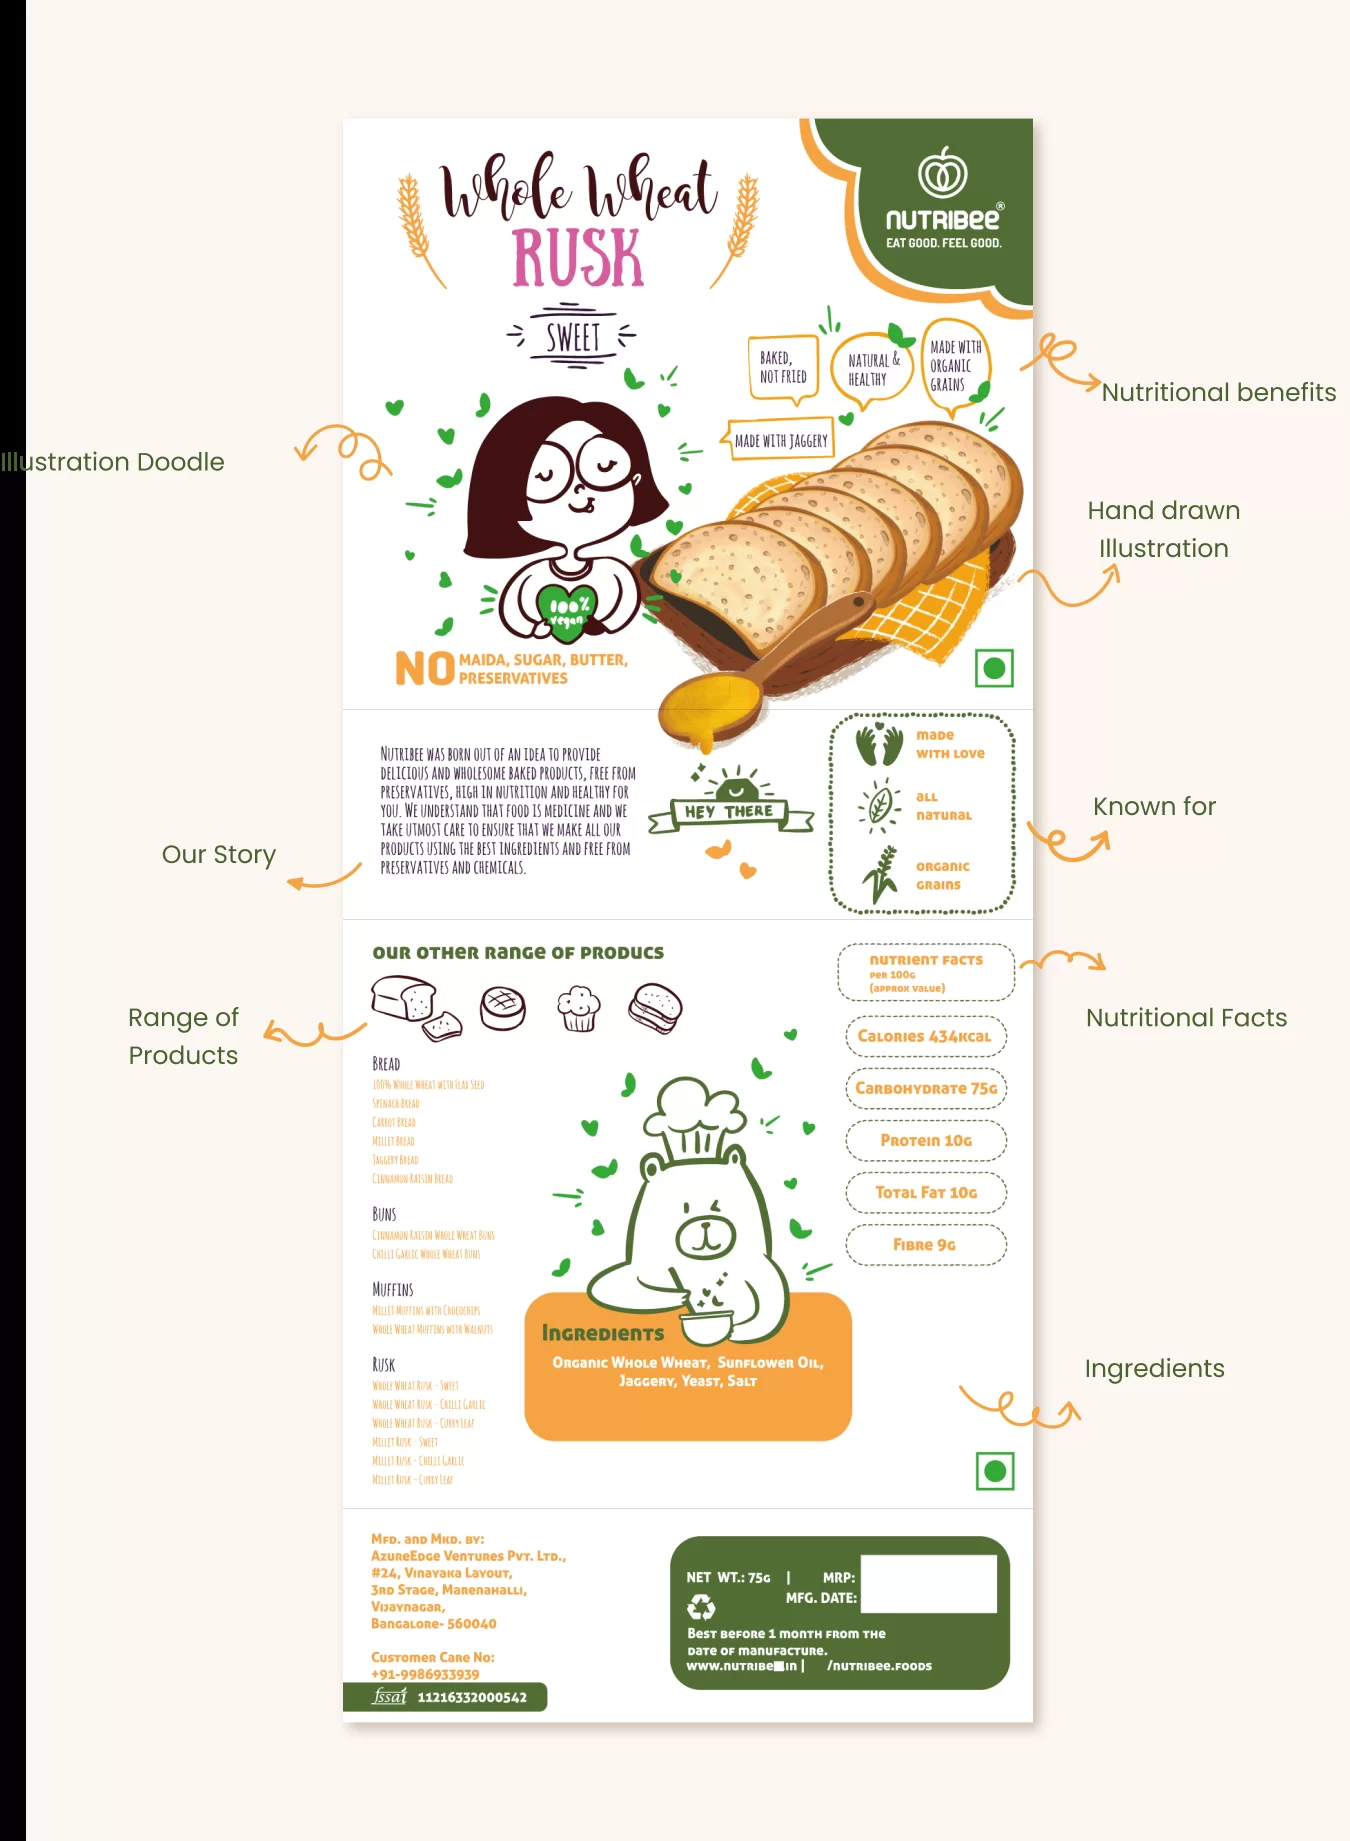 Whole Wheat
RUSK
SWEET
NUTRIBEE®
EAT GOOD. FEEL GOOD.
BAKED,
NOT FRIED
NATURAL &
HEALTHY
MADE WITH
ORGANIC
GRAINS
MADE WITH JAGGERY
Nutritional benefits
Illustration Doodle
Hand drawn
Illustration
100%
vegan
NO MAIDA, SUGAR, BUTTER,
PRESERVATIVES
NUTRIBEE WAS BORN OUT OF AN IDEA TO PROVIDE
DELICIOUS AND WHOLESOME BAKED PRODUCTS, FREE FROM
PRESERVATIVES, HIGH IN NUTRITION AND HEALTHY FOR
YOU. WE UNDERSTAND THAT FOOD IS MEDICINE AND WE
TAKE UTMOST CARE TO ENSURE THAT WE MAKE ALL OUR
PRODUCTS USING THE BEST INGREDIENTS AND FREE FROM
PRESERVATIVES AND CHEMICALS.
HEY THERE
made
WITH LOVE
all
natural
organic
grains
Known for
Our Story
OUR OTHER RANGE OF PRODUCS
Range of
Products
BREAD
100% WHOLE WHEAT WITH FLAX SEED
SPINACH BREAD
CARROT BREAD
MILLET BREAD
JAGGERY BREAD
CINNAMON RAISIN BREAD
BUNS
CINNAMON RAISIN WHOLE WHEAT BUNS
CHILLI GARLIC WHOLE WHEAT BUNS
MUFFINS
MILLET MUFFINS WITH CHOCOCHIPS
WHOLE WHEAT MUFFINS WITH WALNUTS
RUSK
WHOLE WHEAT RUSK - SWEET
WHOLE WHEAT RUSK - CHILLI GARLIC
WHOLE WHEAT RUSK - CURRY LEAF
MILLET RUSK - SWEET
MILLET RUSK - CHILLI GARLIC
MILLET RUSK - CURRY LEAF
NUTRIENT FACTS
PER 100G
(APPROX VALUE)
Calories 434kcal
Carbohydrate 75g
Protein 10g
Total Fat 10g
Fibre 9g
Nutritional Facts
Ingredients
Organic Whole Wheat, Sunflower Oil,
Jaggery, Yeast, Salt
Ingredients
Mfd. and Mkd. by:
AzureEdge Ventures Pvt. Ltd.,
#24, Vinayaka Layout,
3rd Stage, Marenahalli,
Vijaynagar,
Bangalore- 560040
Customer Care No:
+91-9986933939
fssai 11216332000542
NET WT.: 75g | MRP:
MFG. DATE:
Best before 1 month from the
date of manufacture.
www.nutribe in | /nutribee.foods